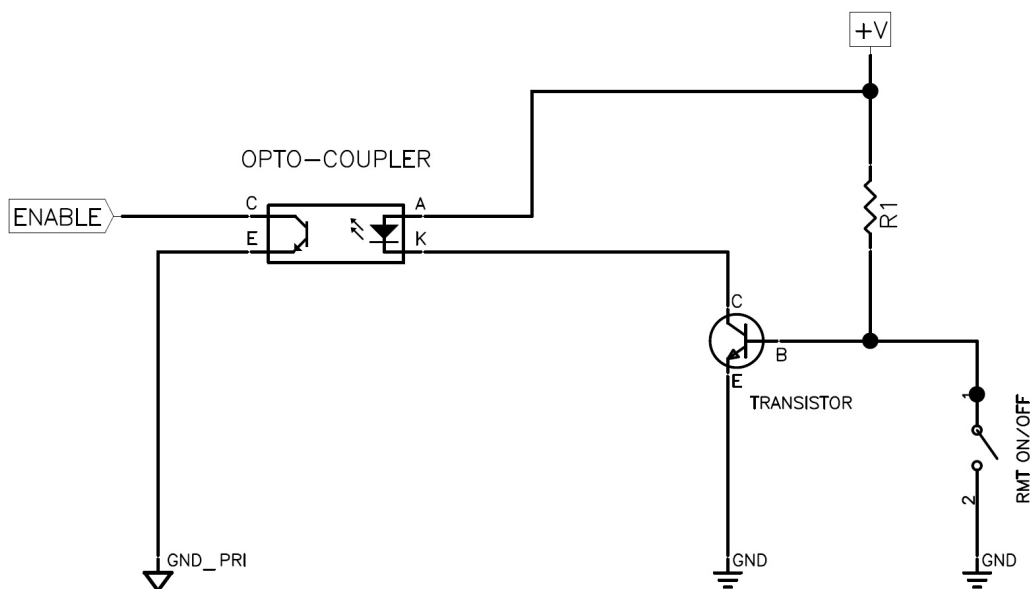 +V
OPTO-COUPLER
C
A
ENABLE
E
K
R1
C
B
E
TRANSISTOR
1
2
RMT ON/OFF
GND_PRI
GND
GND